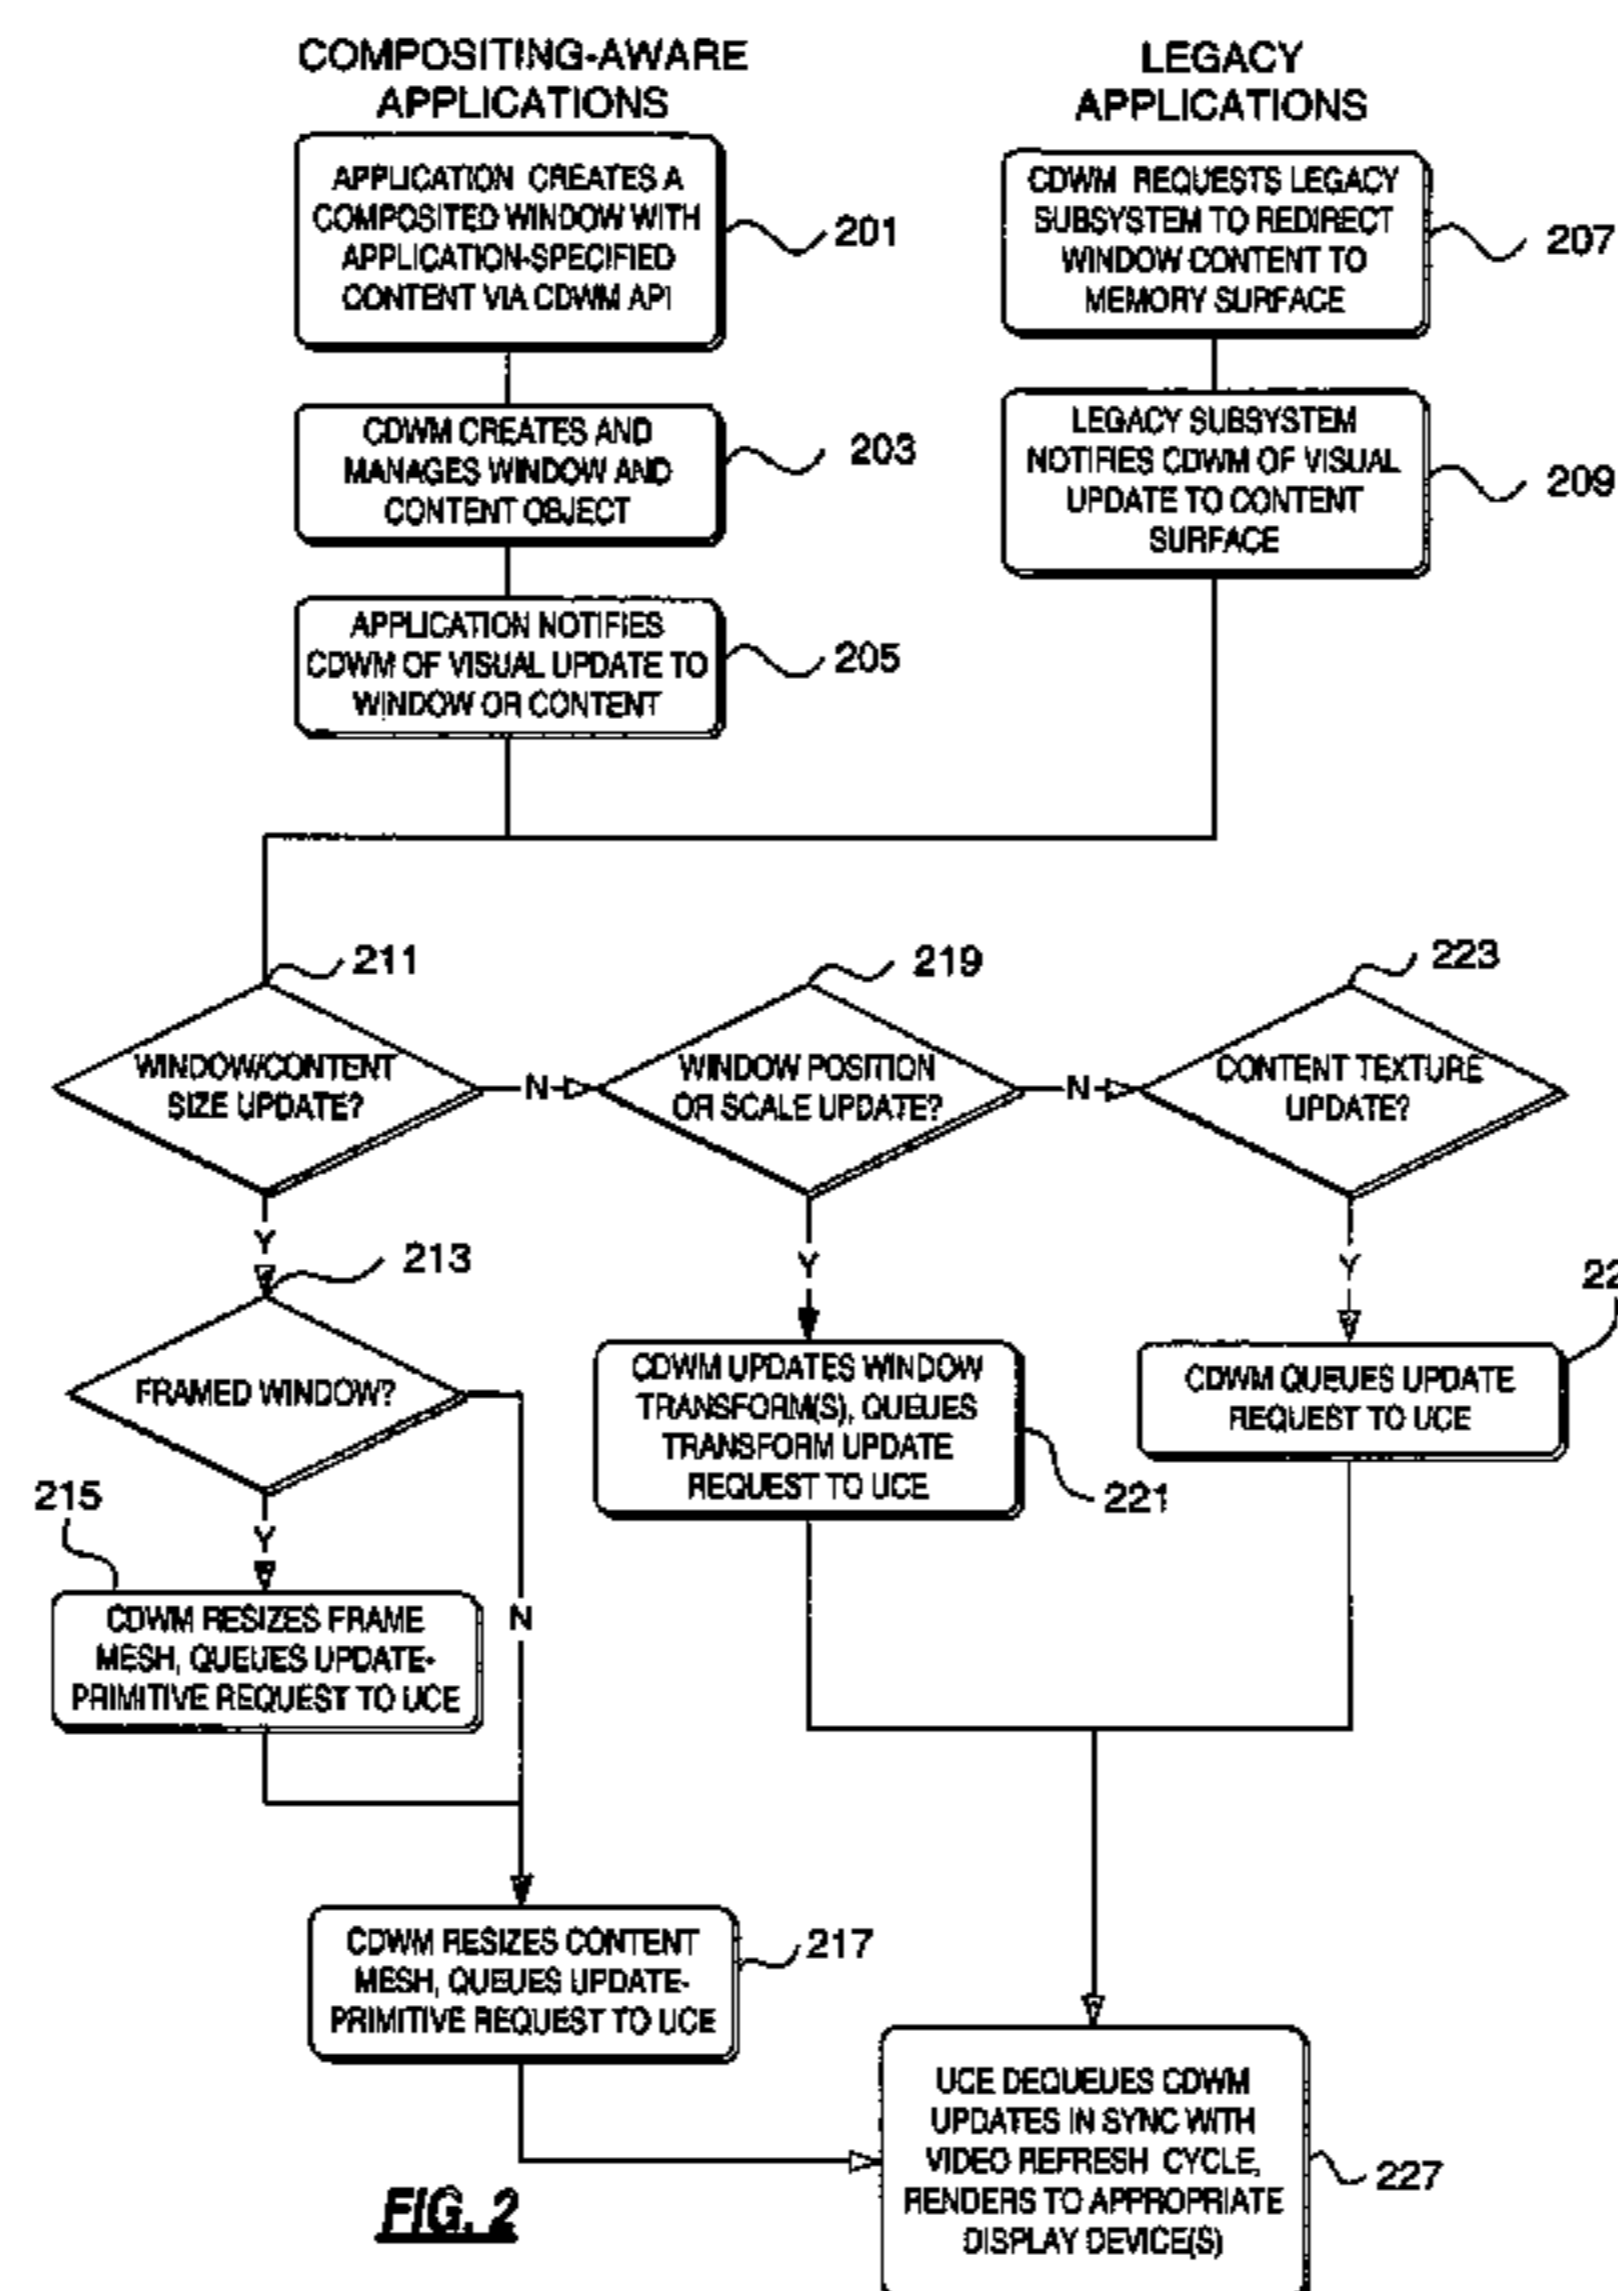 COMPOSITING-AWARE
APPLICATIONS
LEGACY
APPLICATIONS
APPLICATION CREATES A
COMPOSITED WINDOW WITH
APPLICATION-SPECIFIED
CONTENT VIA CDWM API
201
CDWM REQUESTS LEGACY
SUBSYSTEM TO REDIRECT
WINDOW CONTENT TO
MEMORY SURFACE
207
CDWM CREATES AND
MANAGES WINDOW AND
CONTENT OBJECT
203
LEGACY SUBSYSTEM
NOTIFIES CDWM OF VISUAL
UPDATE TO CONTENT
SURFACE
209
APPLICATION NOTIFIES
CDWM OF VISUAL UPDATE TO
WINDOW OR CONTENT
205
211
WINDOW/CONTENT
SIZE UPDATE?
N
219
WINDOW POSITION
OR SCALE UPDATE?
N
223
CONTENT TEXTURE
UPDATE?
Y
Y
Y
213
FRAMED WINDOW?
CDWM UPDATES WINDOW
TRANSFORM(S), QUEUES
TRANSFORM UPDATE
REQUEST TO UCE
221
22
CDWM QUEUES UPDATE
REQUEST TO UCE
Y
N
215
CDWM RESIZES FRAME
MESH, QUEUES UPDATE-
PRIMITIVE REQUEST TO UCE
CDWM RESIZES CONTENT
MESH, QUEUES UPDATE-
PRIMITIVE REQUEST TO UCE
217
UCE DEQUEUES CDWM
UPDATES IN SYNC WITH
VIDEO REFRESH CYCLE,
RENDERS TO APPROPRIATE
DISPLAY DEVICE(S)
227
FIG. 2